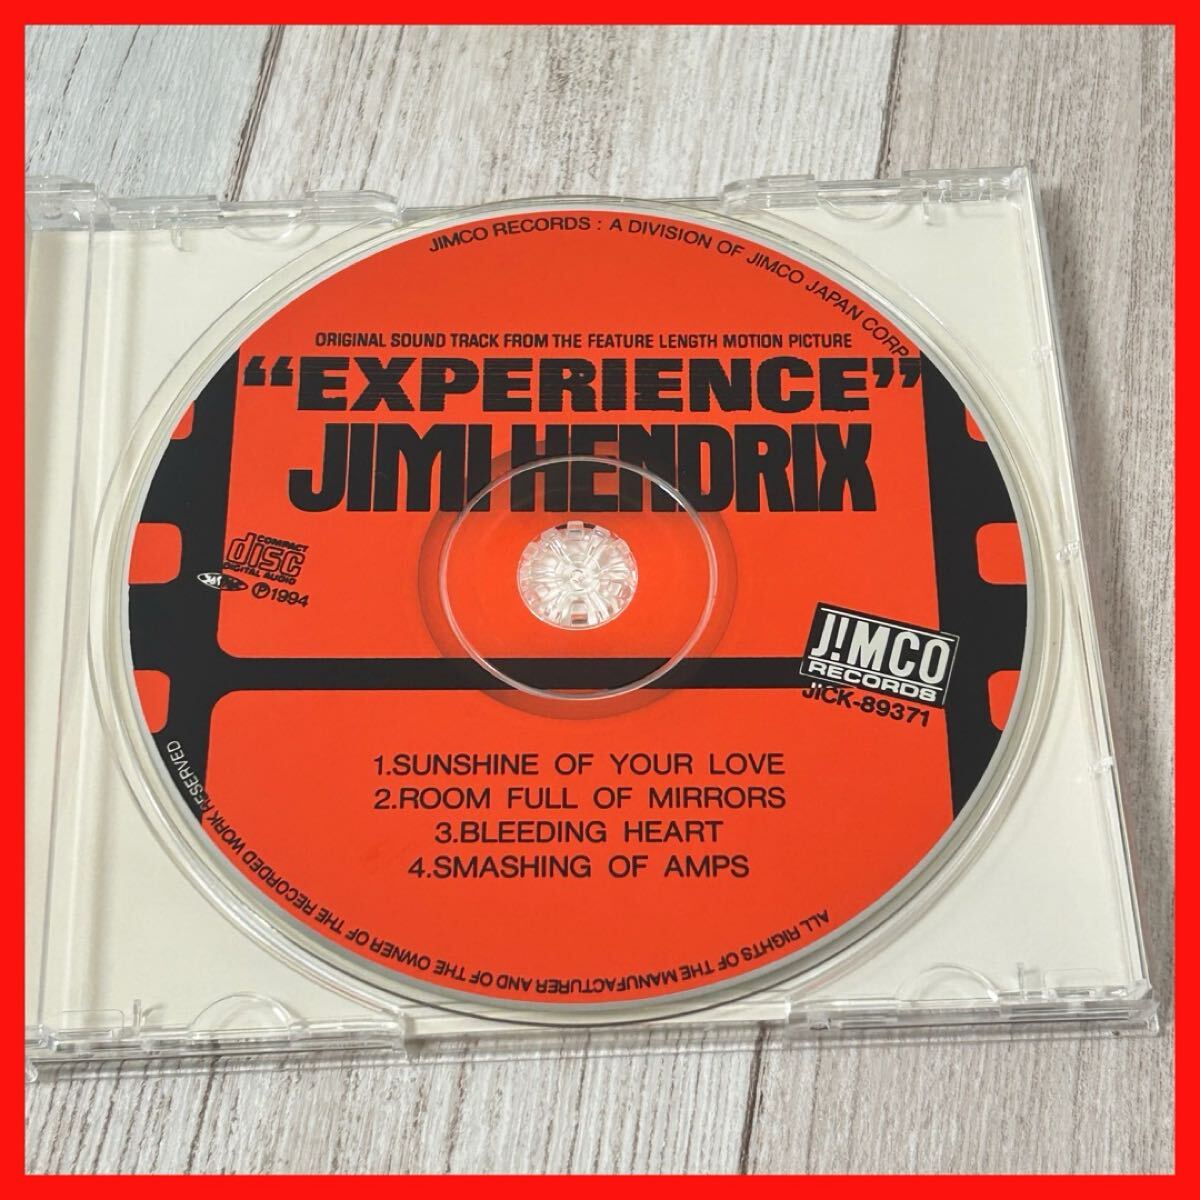 JIMCO RECORDS : A DIVISION OF JIMCO JAPAN CORP.
ORIGINAL SOUND TRACK FROM THE FEATURE LENGTH MOTION PICTURE
“EXPERIENCE”
JIMI HENDRIX
COMPACT
disc
DIGITAL AUDIO
Ⓟ1994
J!MCO
RECORDS
JICK-89371
1.SUNSHINE OF YOUR LOVE
2.ROOM FULL OF MIRRORS
3.BLEEDING HEART
4.SMASHING OF AMPS
ALL RIGHTS OF THE MANUFACTURER AND OF THE OWNER OF THE RECORDED WORK RESERVED